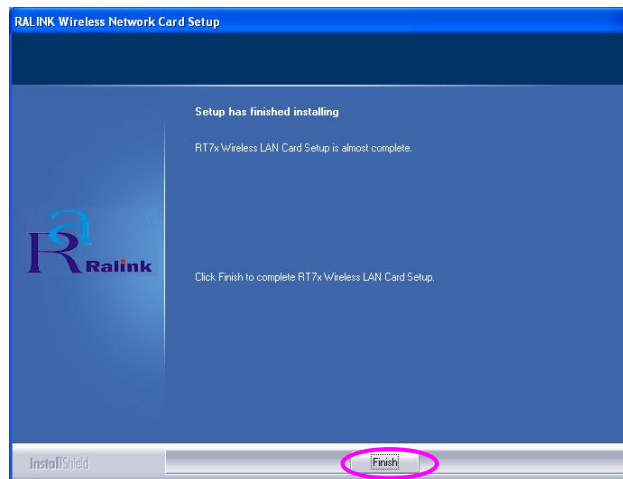 RALINK Wireless Network Card Setup
Setup has finished installing
RT7x Wireless LAN Card Setup is almost complete.
Ralink
Click Finish to complete RT7x Wireless LAN Card Setup.
InstallShield
Finish